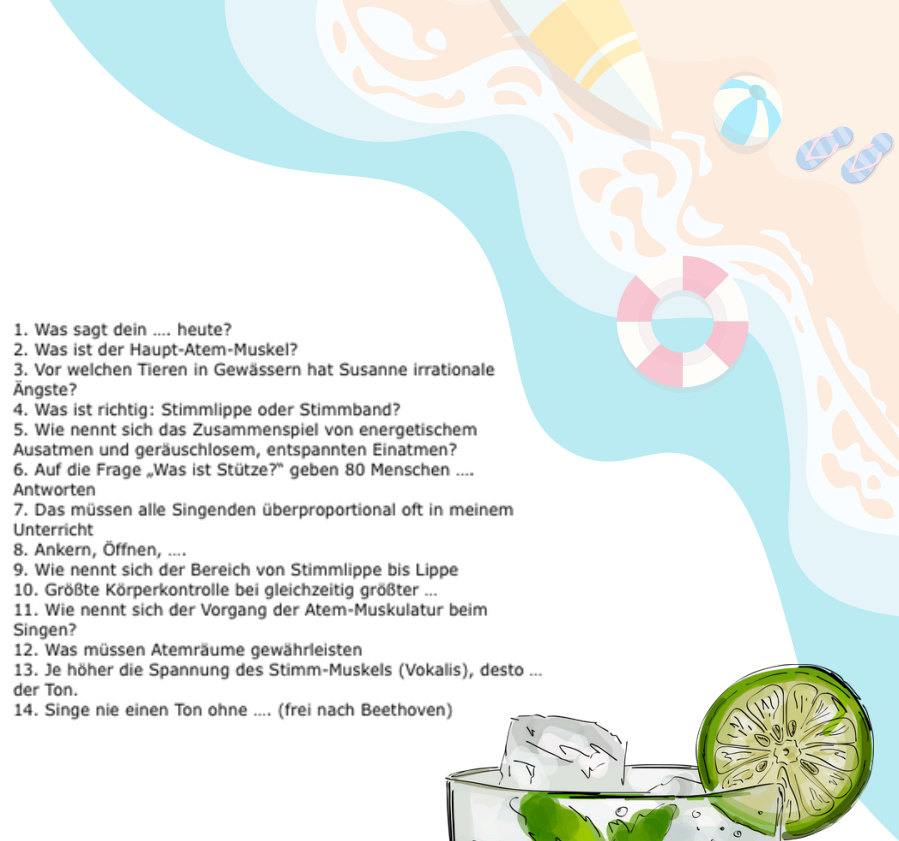 1. Was sagt dein .... heute?
2. Was ist der Haupt-Atem-Muskel?
3. Vor welchen Tieren in Gewässern hat Susanne irrationale
Ängste?
4. Was ist richtig: Stimmlippe oder Stimmband?
5. Wie nennt sich das Zusammenspiel von energetischem
Ausatmen und geräuschlosem, entspannten Einatmen?
6. Auf die Frage „Was ist Stütze?“ geben 80 Menschen ....
Antworten
7. Das müssen alle Singenden überproportional oft in meinem
Unterricht
8. Ankern, Öffnen, ....
9. Wie nennt sich der Bereich von Stimmlippe bis Lippe
10. Größte Körperkontrolle bei gleichzeitig größter ...
11. Wie nennt sich der Vorgang der Atem-Muskulatur beim
Singen?
12. Was müssen Atemräume gewährleisten
13. Je höher die Spannung des Stimm-Muskels (Vokalis), desto ...
der Ton.
14. Singe nie einen Ton ohne .... (frei nach Beethoven)